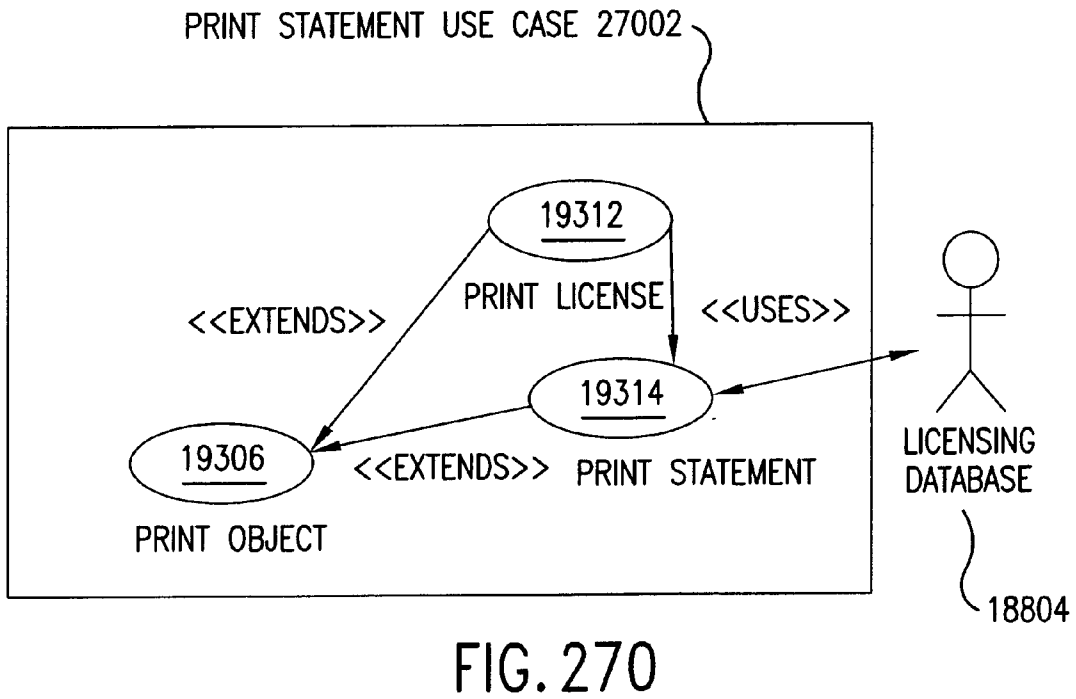 PRINT STATEMENT USE CASE 27002
19312
PRINT LICENSE
<<EXTENDS>>
<<USES>>
19314
PRINT STATEMENT
<<EXTENDS>>
19306
PRINT OBJECT
LICENSING
DATABASE
18804
FIG. 270